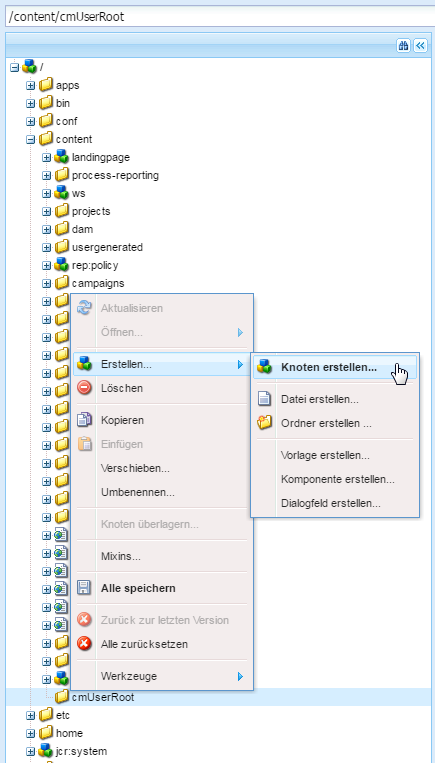 /content/cmUserRoot
/
apps
bin
conf
content
landingpage
process-reporting
ws
projects
dam
usergenerated
rep:policy
campaigns
Aktualisieren
Öffnen...
Erstellen...
Löschen
Kopieren
Einfügen
Verschieben...
Umbenennen...
Knoten überlagern...
Mixins...
Alle speichern
Zurück zur letzten Version
Alle zurücksetzen
Werkzeuge
Knoten erstellen...
Datei erstellen...
Ordner erstellen ...
Vorlage erstellen...
Komponente erstellen...
Dialogfeld erstellen...
cmUserRoot
etc
home
jcr:system